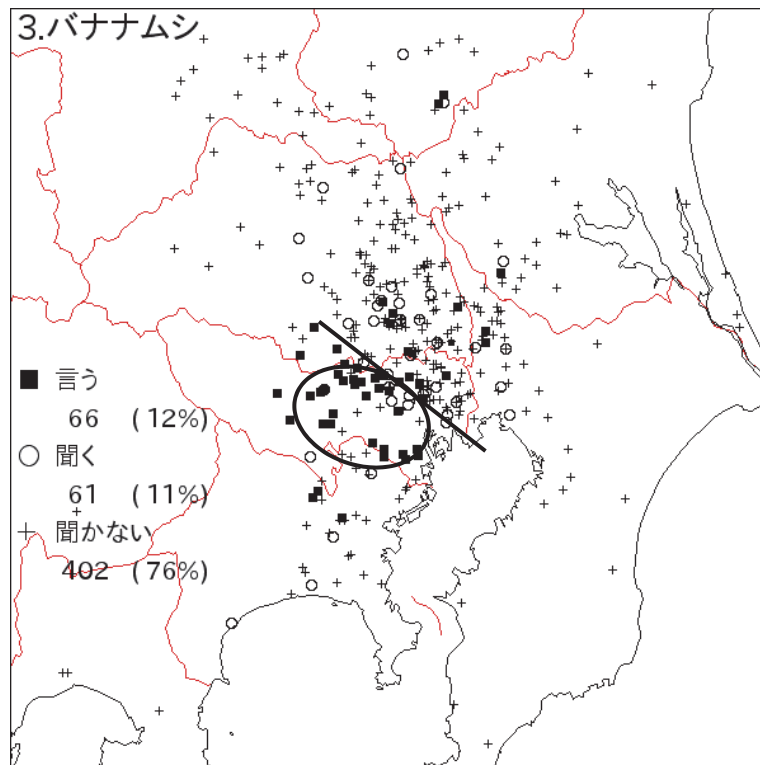 3.バナナムシ
■ 言う
66 (12%)
○ 聞く
61 (11%)
+ 聞かない
402 (76%)